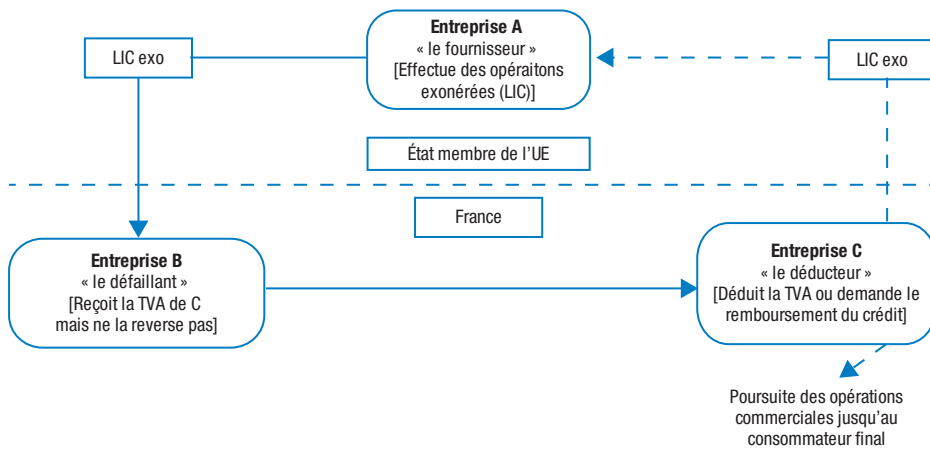 Entreprise A
« le fournisseur »
[Effectue des opéraitons
exonérées (LIC)]
LIC exo
LIC exo
État membre de l'UE
France
Entreprise B
« le défaillant »
[Reçoit la TVA de C
mais ne la reverse pas]
Entreprise C
« le déducteur »
[Déduit la TVA ou demande le
remboursement du crédit]
Poursuite des opérations
commerciales jusqu'au
consommateur final